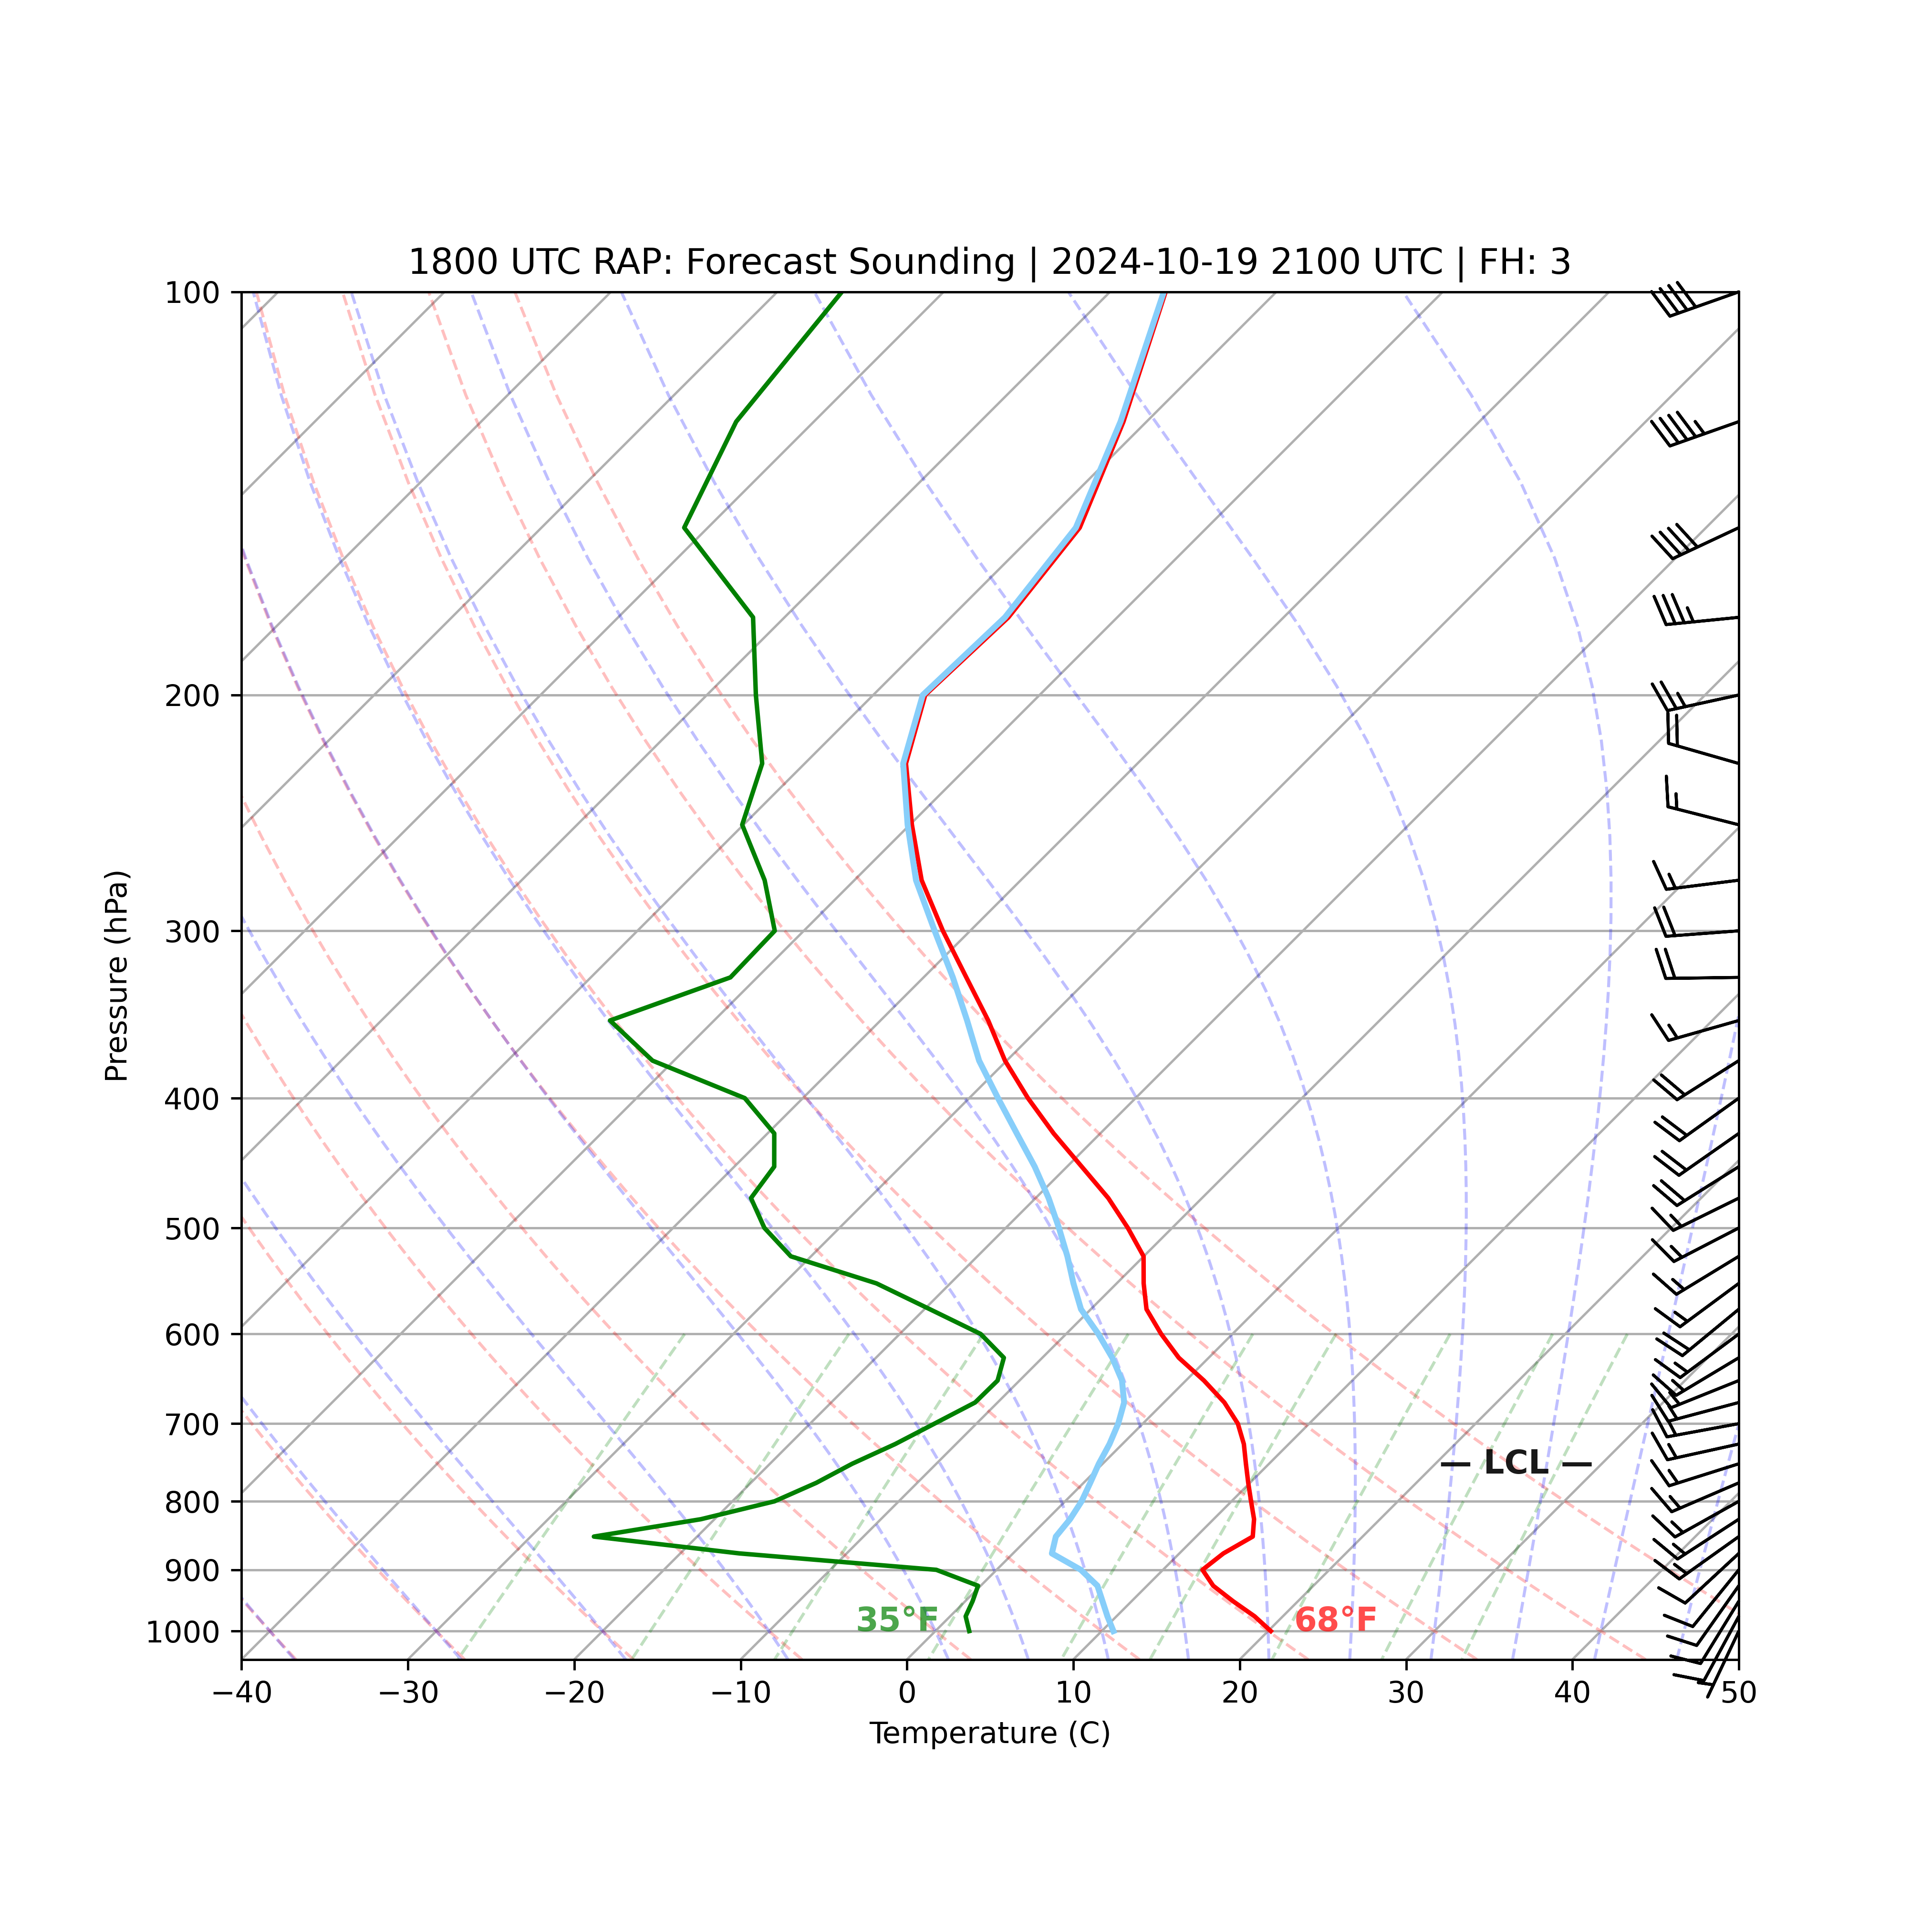 1800 UTC RAP: Forecast Sounding | 2024-10-19 2100 UTC | FH: 3
100
200
300
400
500
600
700
800
900
1000
Pressure (hPa)
— LCL —
35°F
68°F
−40 −30 −20 −10 0 10 20 30 40 50
Temperature (C)